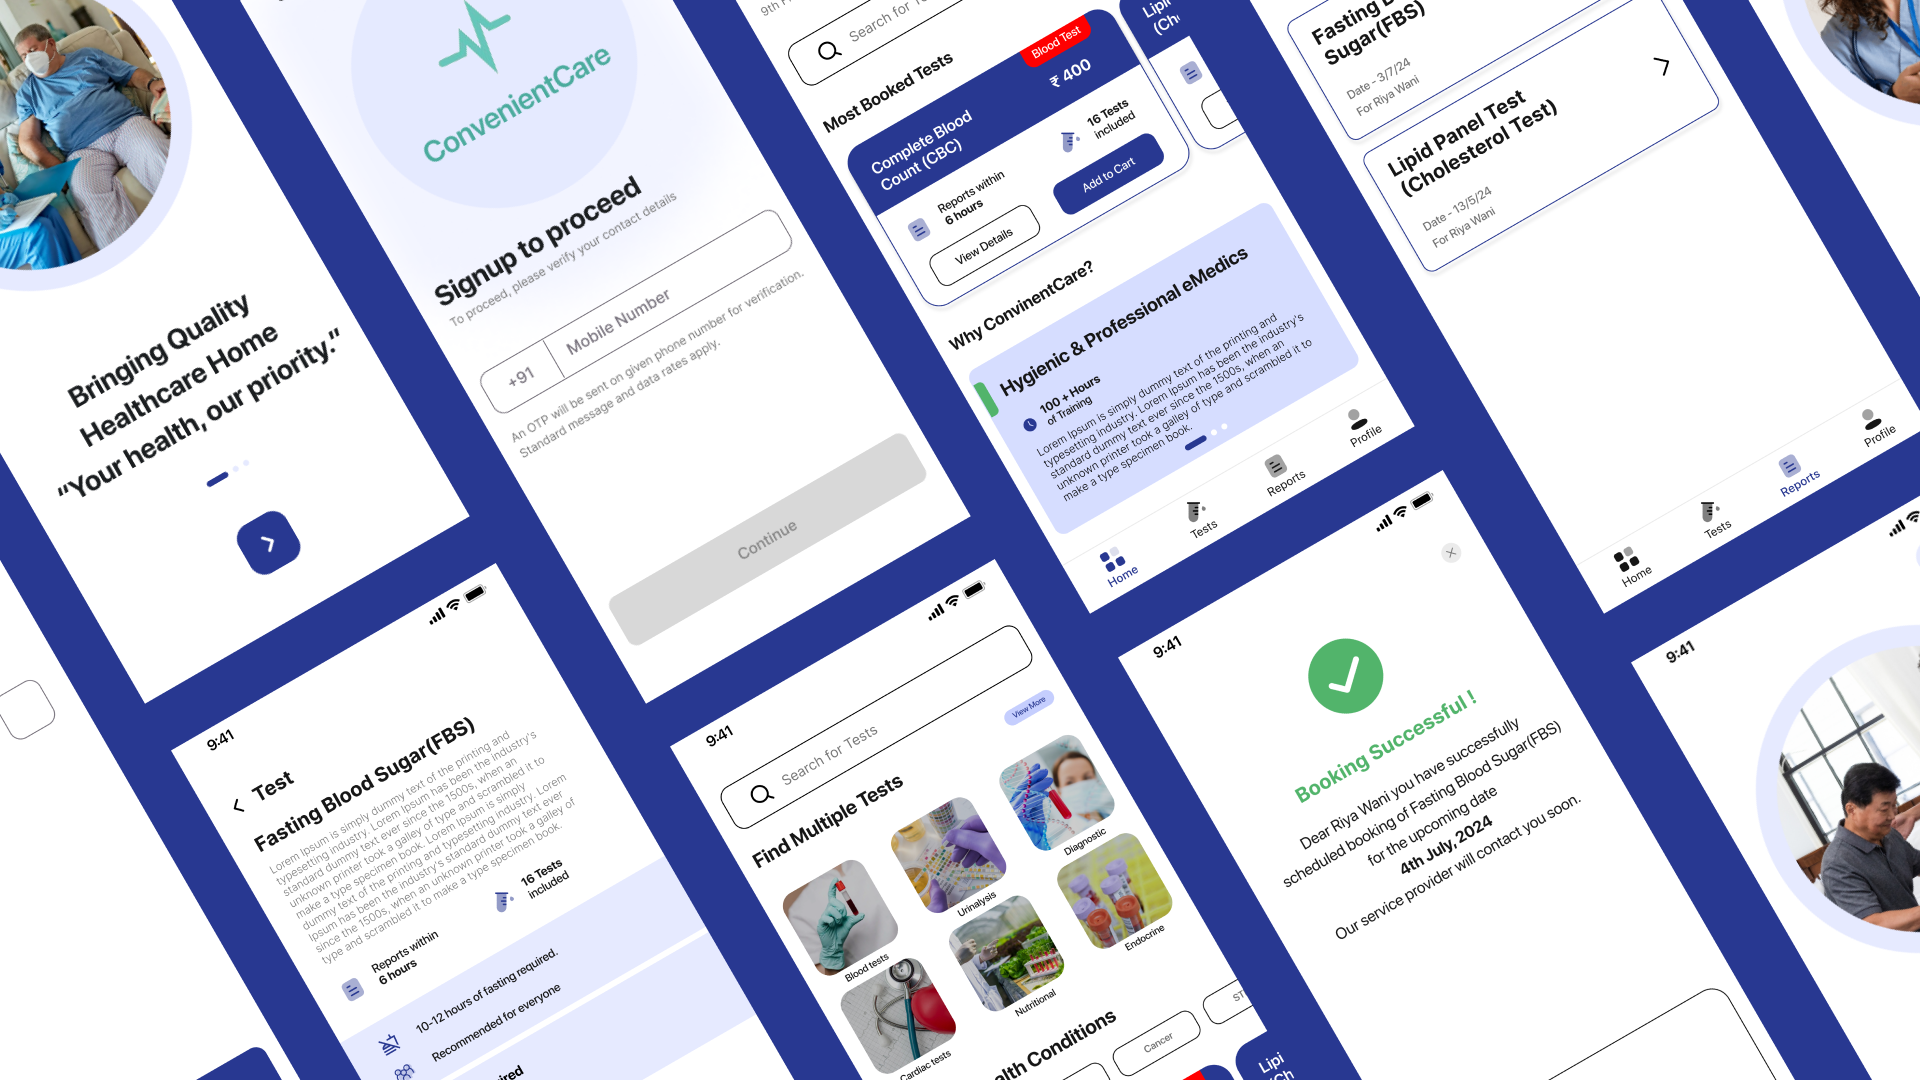 Bringing Quality
Healthcare Home
“Your health, our priority.”
ConvenientCare
Signup to proceed
To proceed, please verify your contact details
+91
Mobile Number
An OTP will be sent on given phone number for verification.
Standard message and data rates apply.
Continue
Search for
Most Booked Tests
Blood Test
Complete Blood
Count (CBC)
₹ 400
Reports within
6 hours
16 Tests
included
View Details
Add to Cart
Why ConvinentCare?
Hygienic & Professional eMedics
100 + Hours
of Training
Lorem Ipsum is simply dummy text of the printing and
typesetting industry. Lorem Ipsum has been the industry's
standard dummy text ever since the 1500s, when an
unknown printer took a galley of type and scrambled it to
make a type specimen book.
Home
Tests
Reports
Profile
Fasting
Sugar(FBS)
Date - 3/7/24
For Riya Wani
Lipid Panel Test
(Cholesterol Test)
Date - 13/5/24
For Riya Wani
Home
Tests
Reports
Profile
9:41
Test
Fasting Blood Sugar(FBS)
Lorem Ipsum is simply dummy text of the printing and
typesetting industry. Lorem Ipsum has been the industry's
standard dummy text ever since the 1500s, when an
unknown printer took a galley of type and scrambled it to
make a type specimen book. Lorem Ipsum is simply
dummy text of the printing and typesetting industry. Lorem
Ipsum has been the industry's standard dummy text ever
since the 1500s, when an unknown printer took a galley of
type and scrambled it to make a type specimen book.
Reports within
6 hours
16 Tests
included
10-12 hours of fasting required.
Recommended for everyone
9:41
Search for Tests
View More
Find Multiple Tests
Blood tests
Urinalysis
Diagnostic
Cardiac tests
Nutritional
Endocrine
Conditions
Cancer
9:41
Booking Successful !
Dear Riya Wani you have successfully
scheduled booking of Fasting Blood Sugar(FBS)
for the upcoming date
4th July, 2024
Our service provider will contact you soon.
9:41